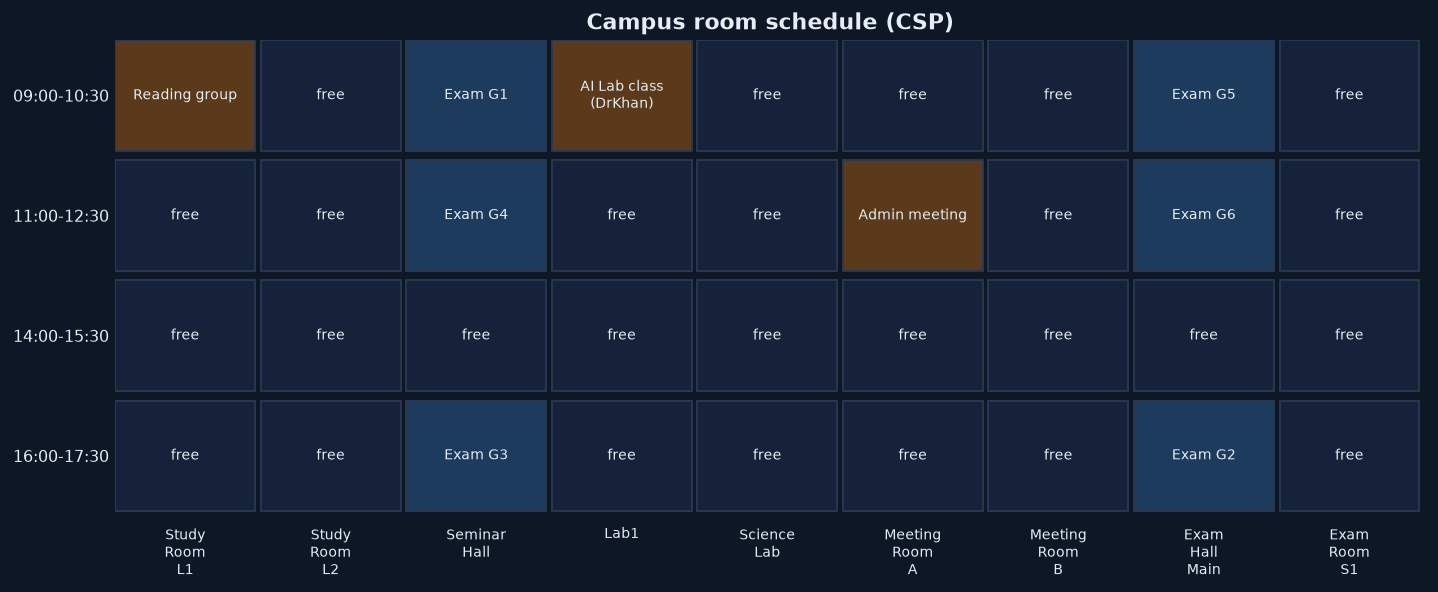 Campus room schedule (CSP)
09:00-10:30
Reading group
free
Exam G1
AI Lab class
(DrKhan)
free
free
free
Exam G5
free
11:00-12:30
free
free
Exam G4
free
free
Admin meeting
free
Exam G6
free
14:00-15:30
free
free
free
free
free
free
free
free
free
16:00-17:30
free
free
Exam G3
free
free
free
free
Exam G2
free
Study
Room
L1
Study
Room
L2
Seminar
Hall
Lab1
Science
Lab
Meeting
Room
A
Meeting
Room
B
Exam
Hall
Main
Exam
Room
S1